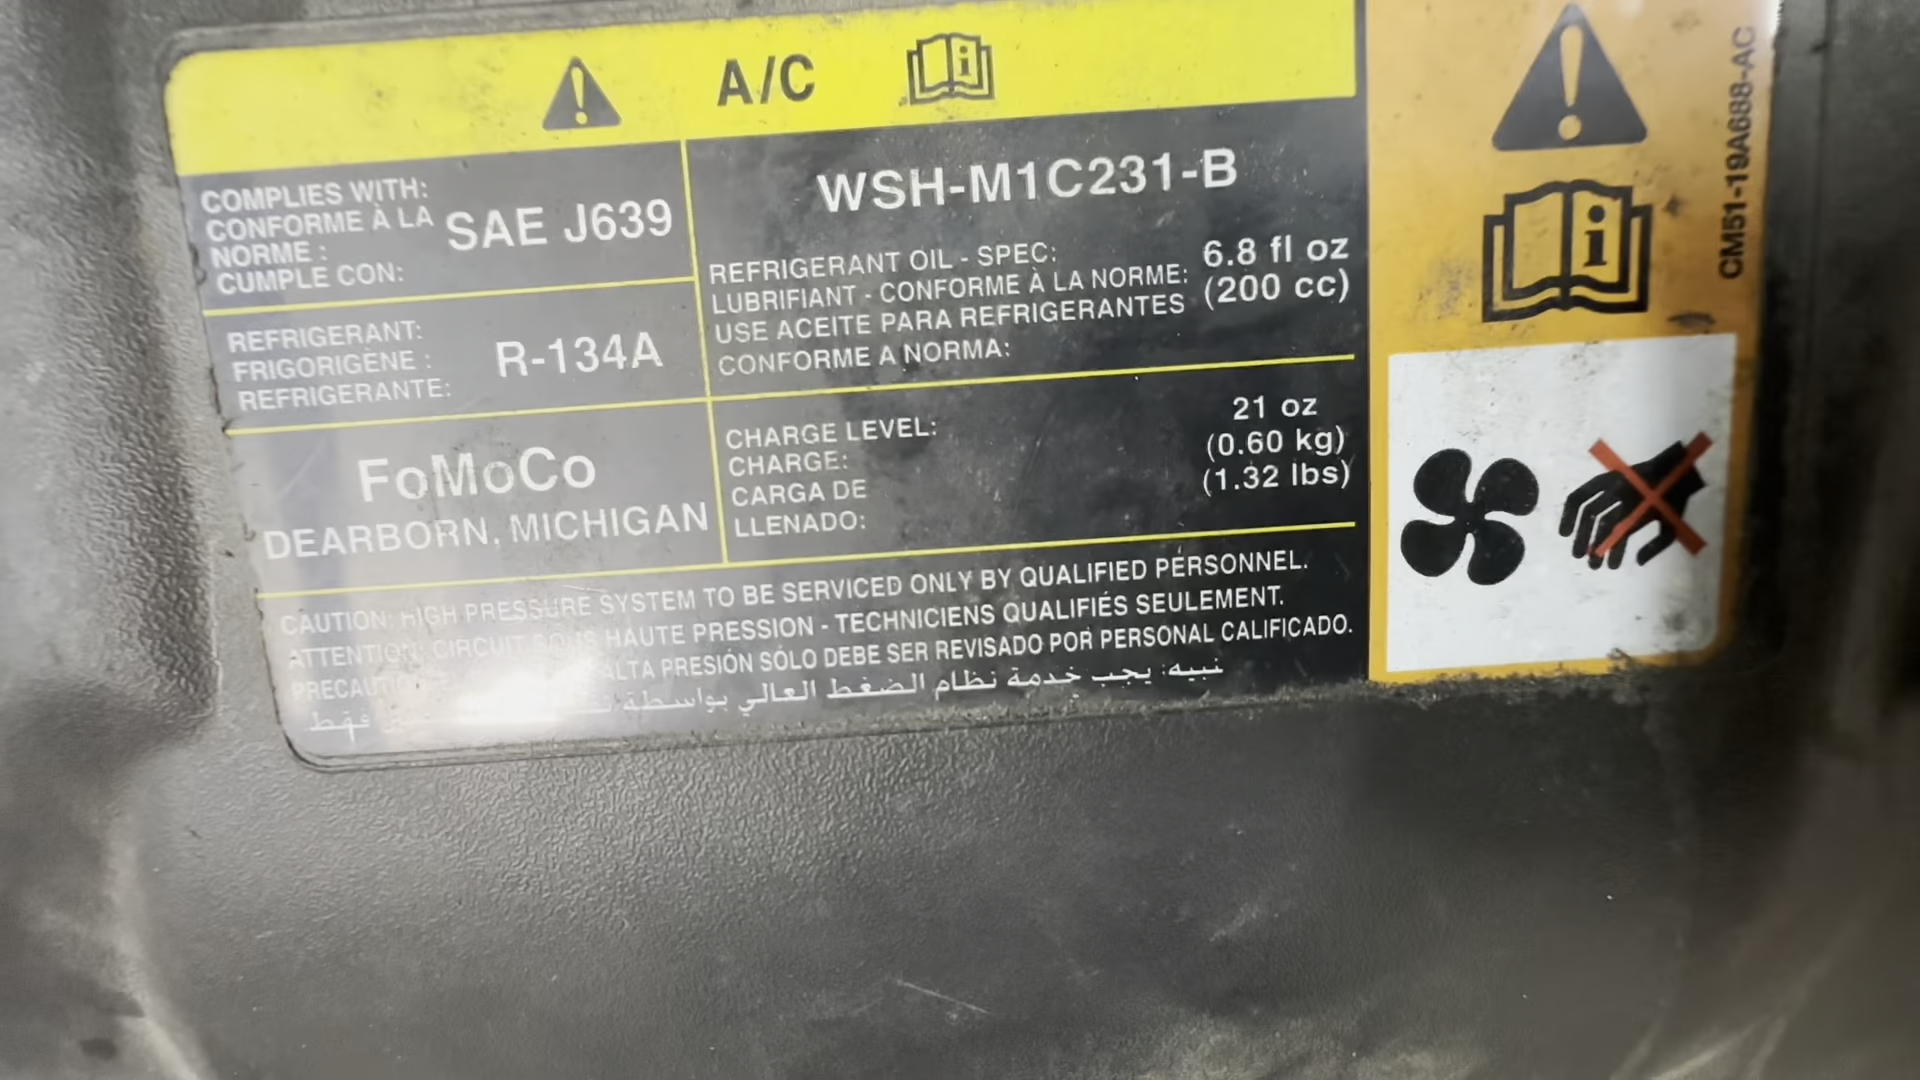 A/C
COMPLIES WITH:
CONFORME À LA
NORME :
CUMPLE CON:
SAE J639
REFRIGERANT:
FRIGORIGÈNE :
REFRIGERANTE:
R-134A
FoMoCo
DEARBORN, MICHIGAN
WSH-M1C231-B
REFRIGERANT OIL - SPEC:
LUBRIFIANT - CONFORME À LA NORME:
USE ACEITE PARA REFRIGERANTES
CONFORME A NORMA:
6.8 fl oz
(200 cc)
CHARGE LEVEL:
CHARGE:
CARGA DE
LLENADO:
21 oz
(0.60 kg)
(1.32 lbs)
CAUTION: HIGH PRESSURE SYSTEM TO BE SERVICED ONLY BY QUALIFIED PERSONNEL.
ATTENTION: CIRCUIT SOUS HAUTE PRESSION - TECHNICIENS QUALIFIÉS SEULEMENT.
ALTA PRESIÓN SÓLO DEBE SER REVISADO POR PERSONAL CALIFICADO.
يجب خدمة نظام الضغط العالي بواسطة
فقط
CM51-19A688-AC